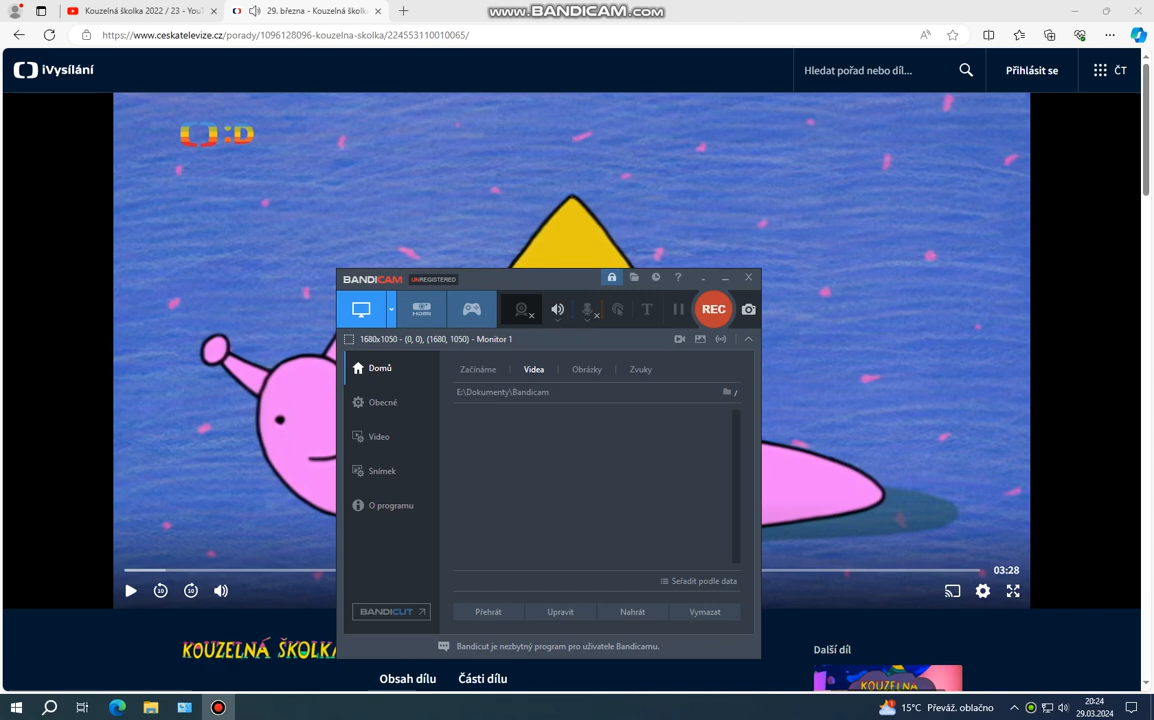 www.BANDICAM.com
Kouzelná školka 2022 / 23 - YouT
29. března - Kouzelná školk
https://www.ceskatelevize.cz/porady/1096128096-kouzelna-skolka/224553110010065/
iVysílání
Hledat pořad nebo díl...
Přihlásit se
ČT
:D
BANDICAM UNREGISTERED
HDMI
REC
1680x1050 - (0, 0), (1680, 1050) - Monitor 1
Domů
Obecné
Video
Snímek
O programu
Začínáme
Videa
Obrázky
Zvuky
E:\Dokumenty\Bandicam
Seřadit podle data
BANDICUT
Přehrát
Upravit
Nahrát
Vymazat
Bandicut je nezbytný program pro uživatele Bandicamu.
10
10
03:28
KOUZELNÁ ŠKOLKA
Obsah dílu
Části dílu
Další díl
KOUZELNÁ
15°C Převáž. oblačno
20:24
29.03.2024